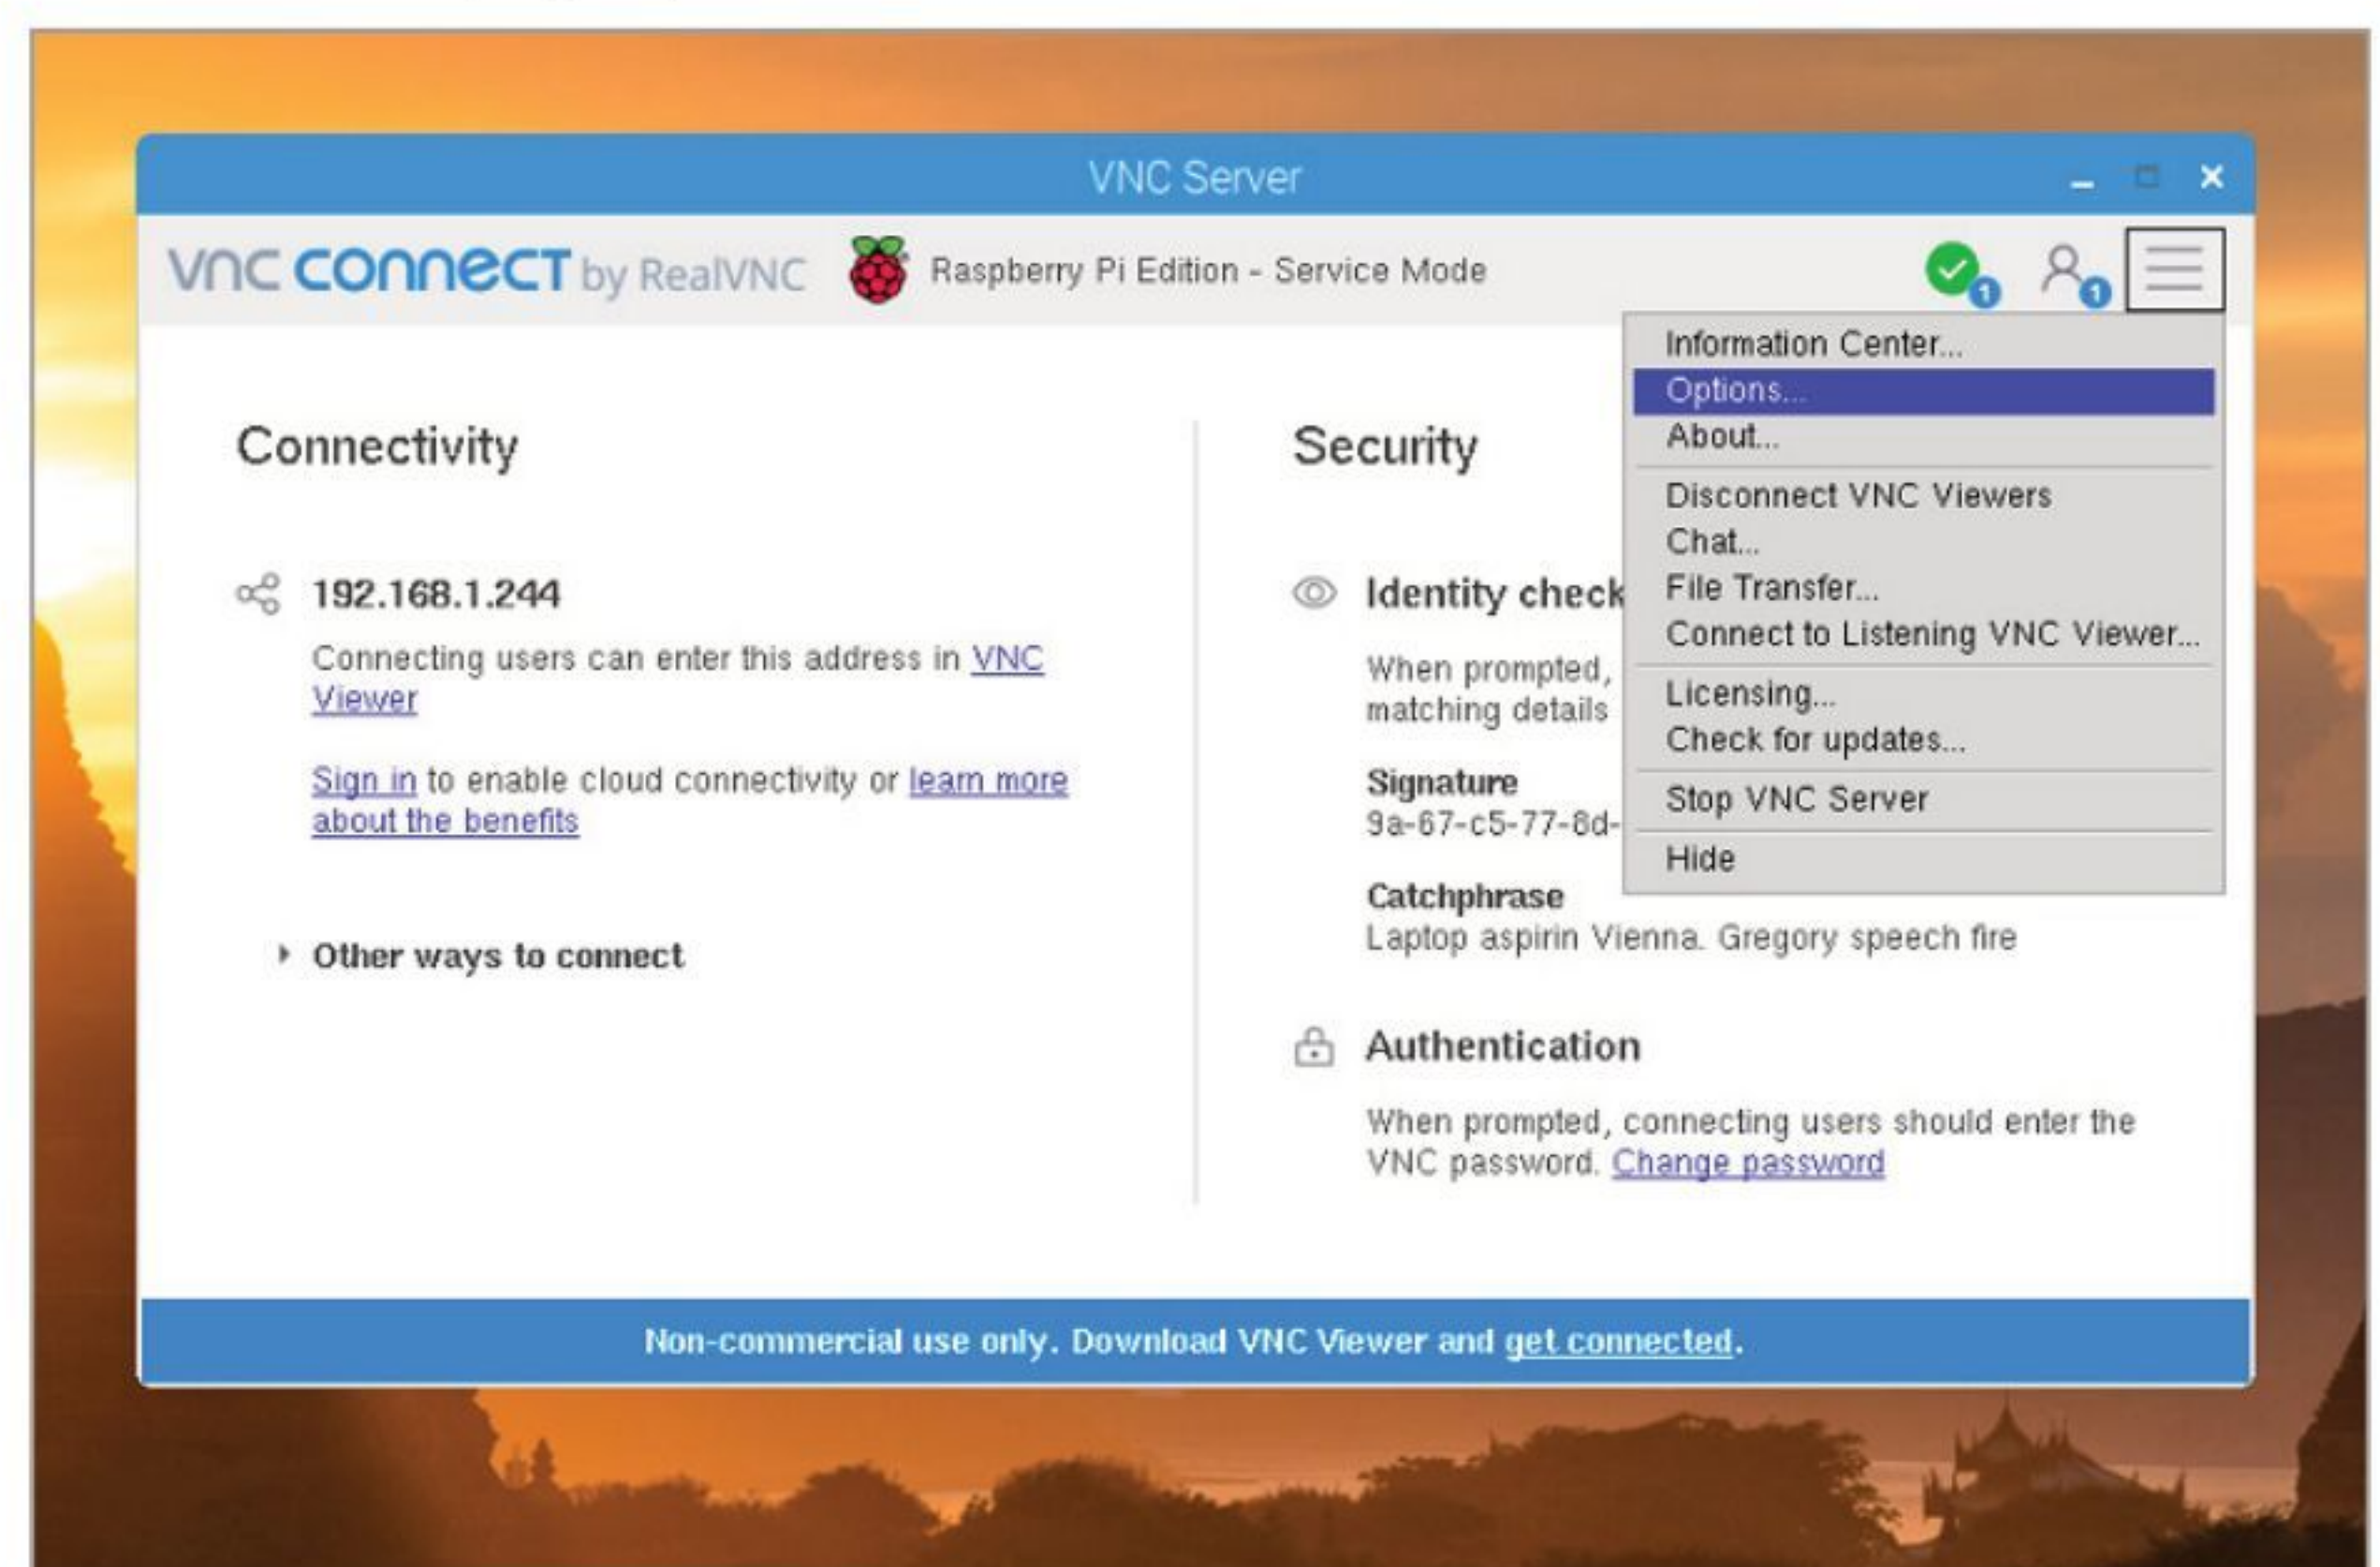 VNC Server
vnc connect by RealVNC Raspberry Pi Edition - Service Mode
1 1
Information Center...
Options...
About...
Disconnect VNC Viewers
Chat...
File Transfer...
Connect to Listening VNC Viewer...
Licensing...
Check for updates...
Stop VNC Server
Hide
Connectivity
192.168.1.244
Connecting users can enter this address in VNC
Viewer
Sign in to enable cloud connectivity or learn more
about the benefits
Other ways to connect
Security
Identity check
When prompted,
matching details
Signature
9a-67-c5-77-8d-
Catchphrase
Laptop aspirin Vienna. Gregory speech fire
Authentication
When prompted, connecting users should enter the
VNC password. Change password
Non-commercial use only. Download VNC Viewer and get connected.